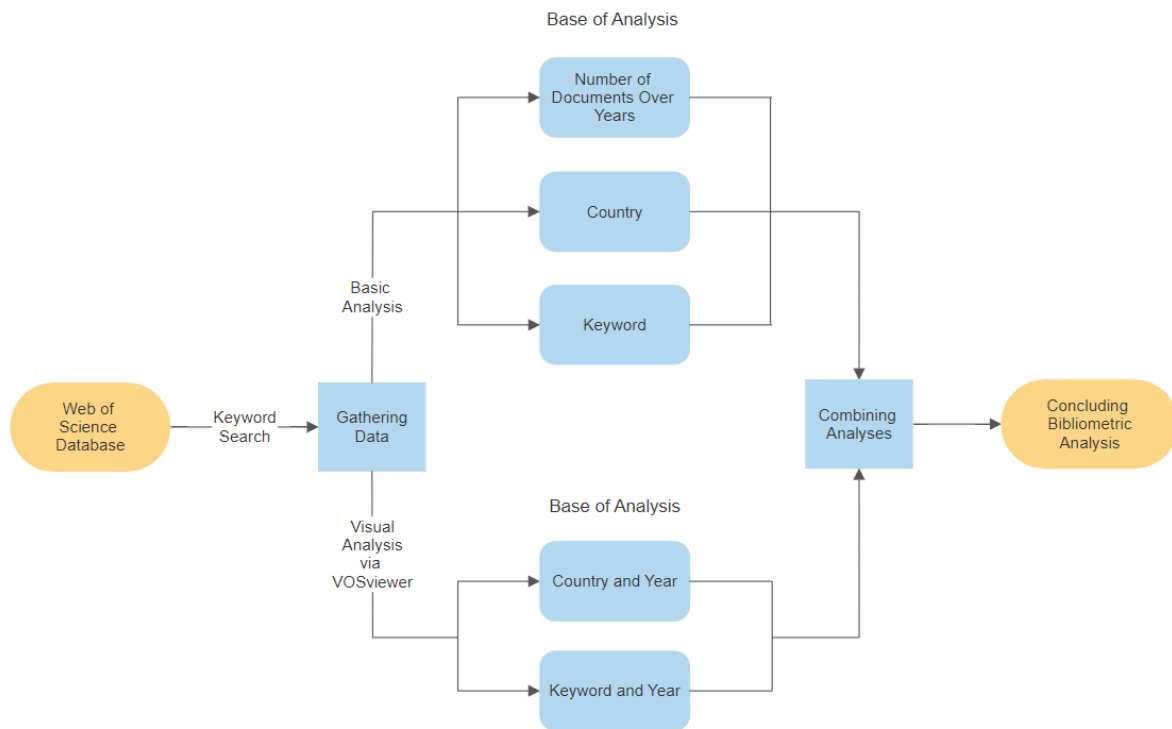 Base of Analysis
Number of
Documents Over
Years
Country
Basic
Analysis
Keyword
Web of
Science
Database
Keyword
Search
Gathering
Data
Combining
Analyses
Concluding
Bibliometric
Analysis
Base of Analysis
Visual
Analysis
via
VOSviewer
Country and Year
Keyword and Year